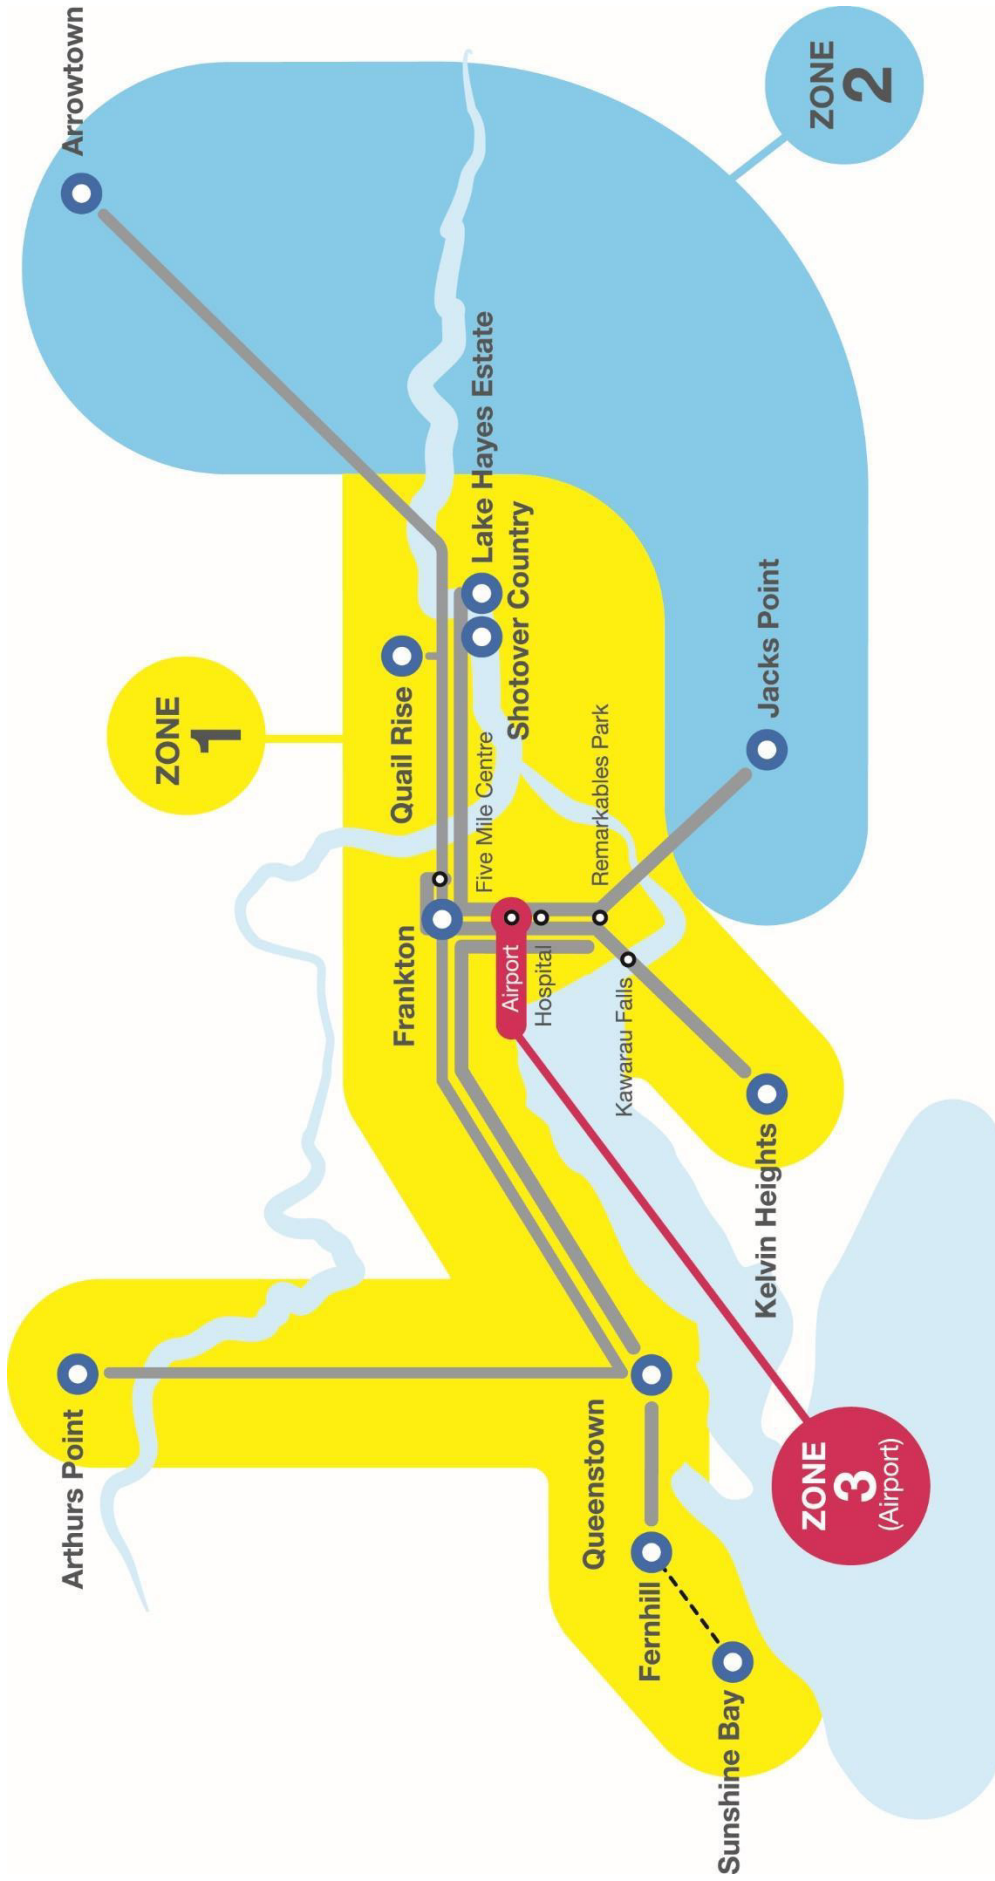 Arthurs Point
Arrowtown
ZONE
1
Quail Rise
Frankton
Lake Hayes Estate
Shotover Country
Five Mile Centre
Airport
Hospital
Remarkables Park
Kawarau Falls
Queenstown
Fernhill
Sunshine Bay
Kelvin Heights
Jacks Point
ZONE
2
ZONE
3
(Airport)